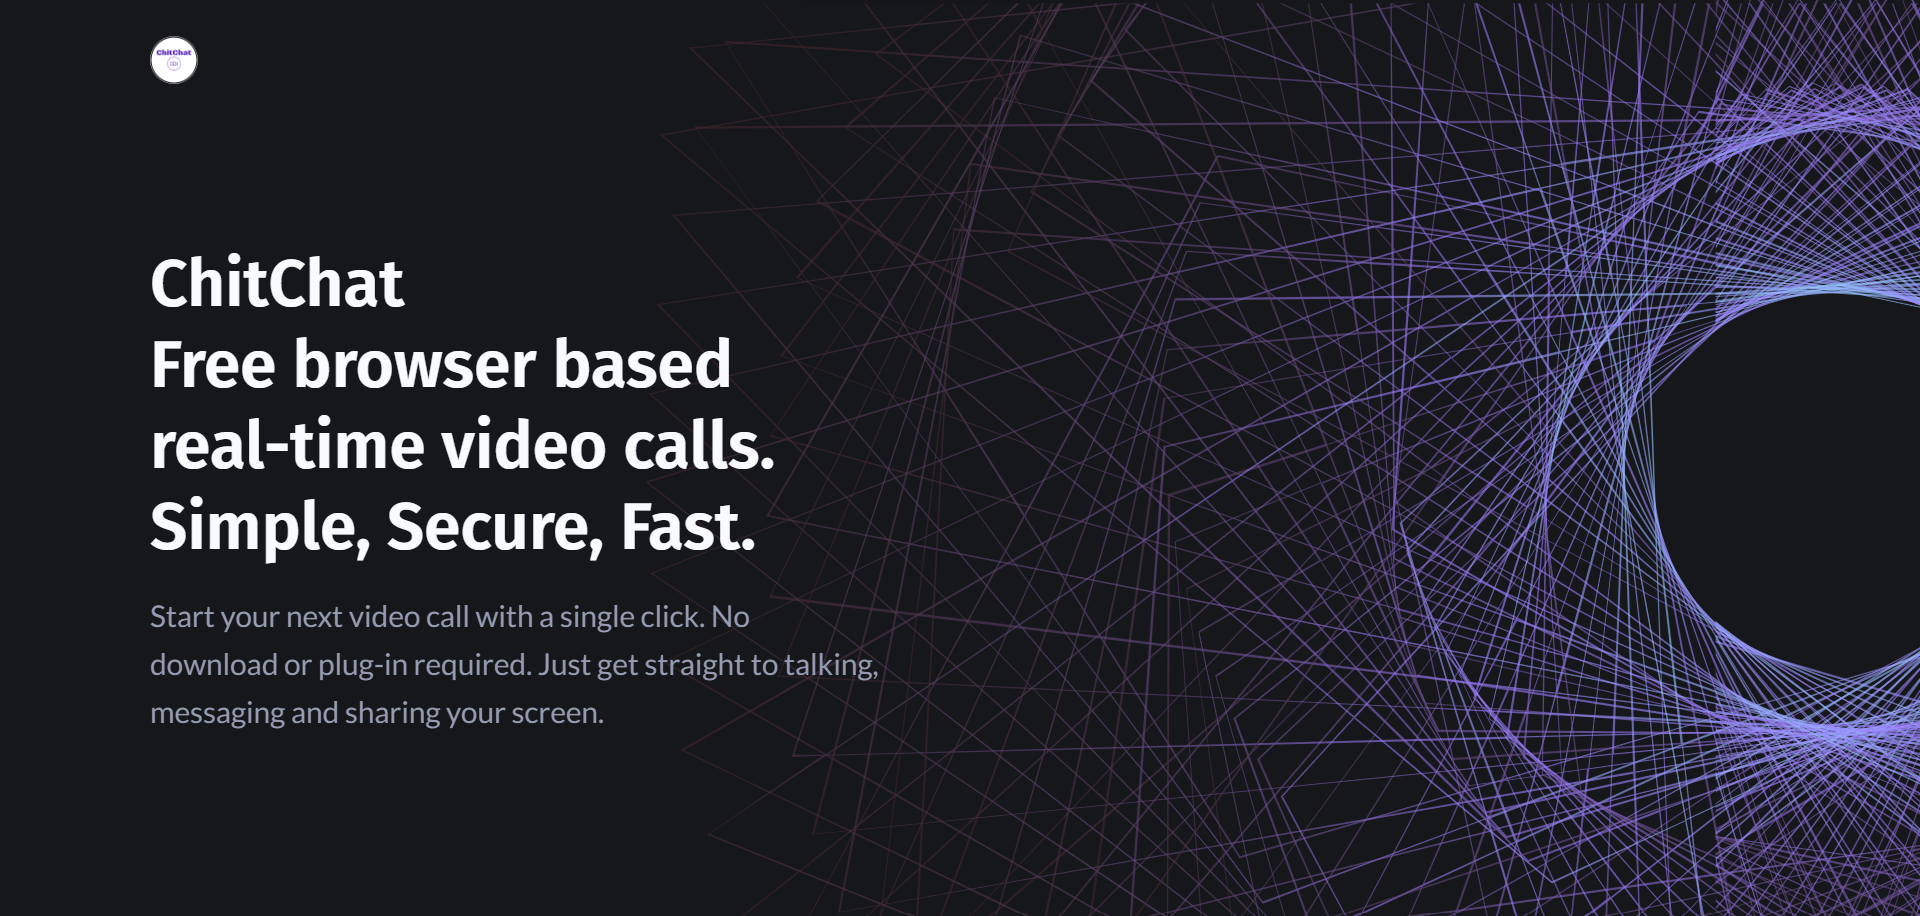 ChitChat
ChitChat
Free browser based
real-time video calls.
Simple, Secure, Fast.
Start your next video call with a single click. No
download or plug-in required. Just get straight to talking,
messaging and sharing your screen.